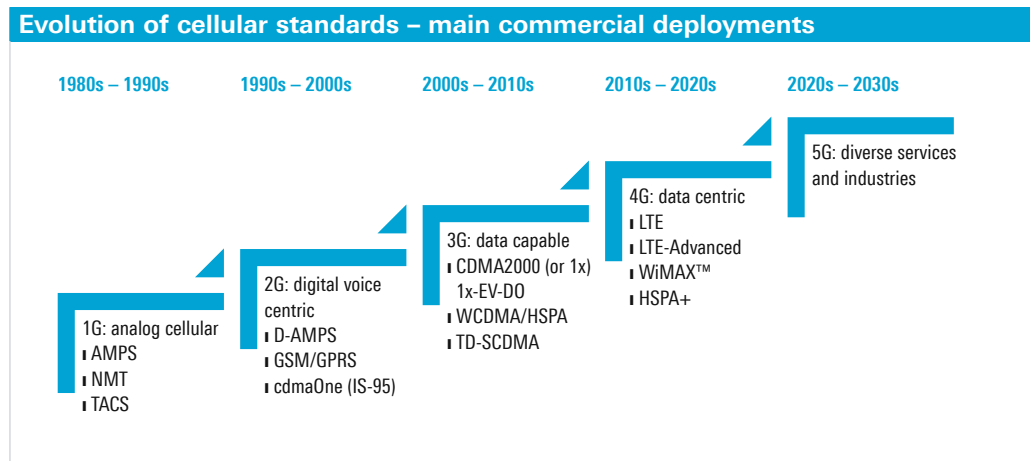 Evolution of cellular standards – main commercial deployments
1980s – 1990s
1990s – 2000s
2000s – 2010s
2010s – 2020s
2020s – 2030s
1G: analog cellular
AMPS
NMT
TACS
2G: digital voice
centric
D-AMPS
GSM/GPRS
cdmaOne (IS-95)
3G: data capable
CDMA2000 (or 1x)
1x-EV-DO
WCDMA/HSPA
TD-SCDMA
4G: data centric
LTE
LTE-Advanced
WiMAX™
HSPA+
5G: diverse services
and industries